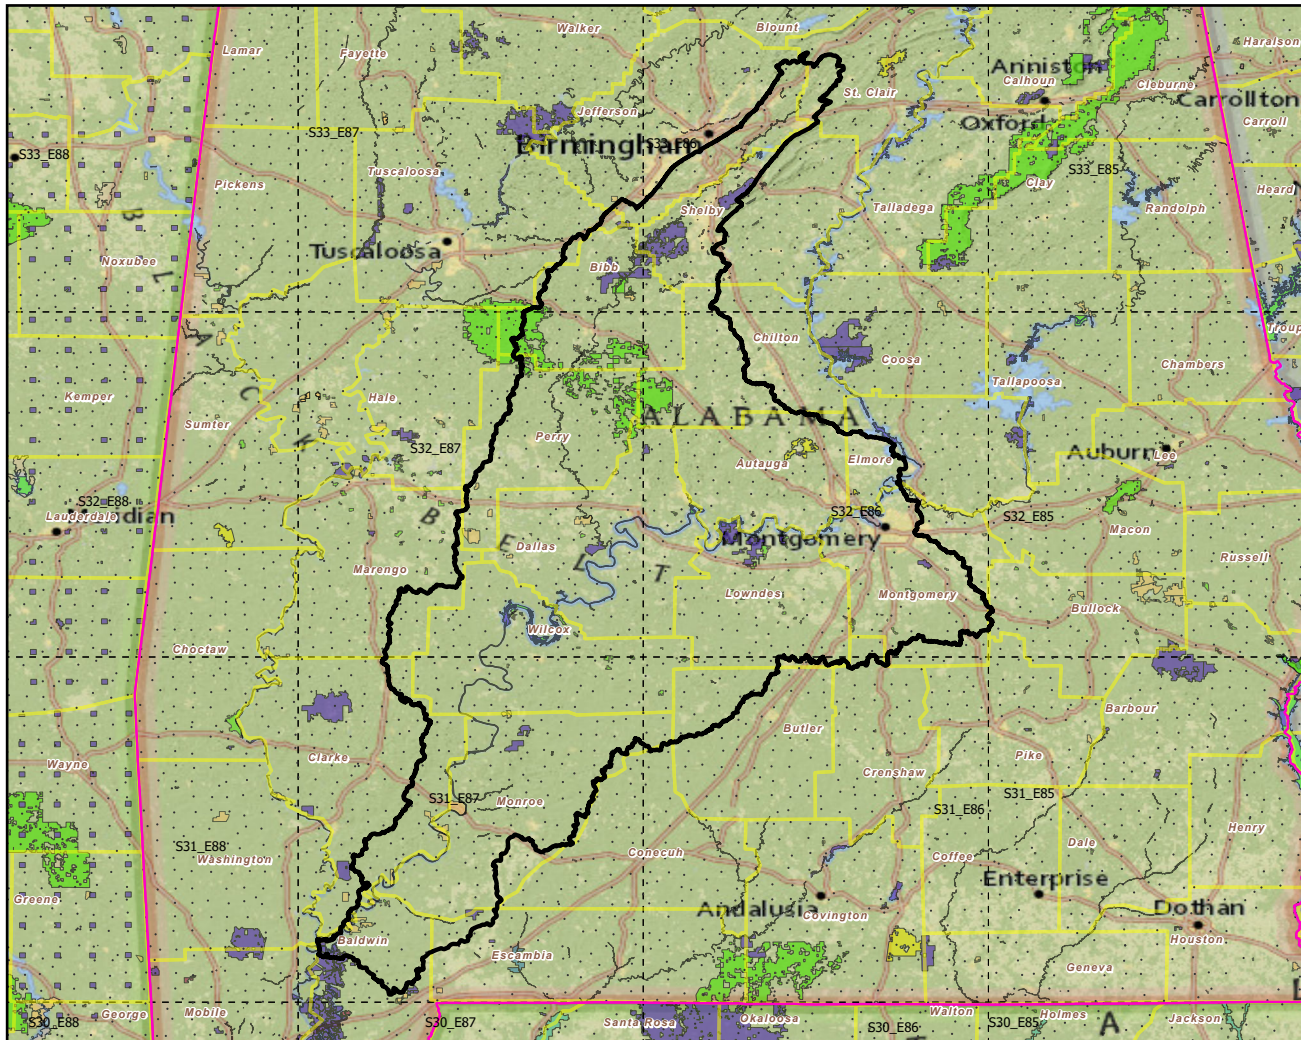 Walker
Blount
Haralson
Lamar
Fayette
Anniston
Calhoun
Cleburne
St. Clair
Carrollton
Jefferson
Oxford
Carroll
S33_E87
Birmingham
S33_E86
S33_E88
Tuscaloosa
S33_E85
Pickens
Clay
Heard
Shelby
Talladega
Randolph
B
Tuscaloosa
Noxubee
L
Bibb
A
Troup
Chilton
Coosa
Chambers
Tallapoosa
C
Kemper
Hale
ALABAMA
Sumter
K
Perry
S32_E87
Auburn
Lee
Autauga
Elmore
S32_E88
Lauderdale
dian
B
S32_E86
S32_E85
Macon
Montgomery
E
Dallas
Russell
L
T
Marengo
Lowndes
Montgomery
Bullock
Wilcox
Choctaw
Barbour
Butler
Clarke
Pike
Wayne
Crenshaw
S31_E87
Monroe
S31_E85
S31_E86
Henry
S31_E88
Washington
Conecuh
Coffee
Dale
Enterprise
Greene
Andalusia
Covington
Dothan
Baldwin
Houston
Escambia
Geneva
George
Mobile
S30_E88
S30_E87
Santa Rosa
Okaloosa
S30_E86
Walton
S30_E85
Holmes
A
Jackson